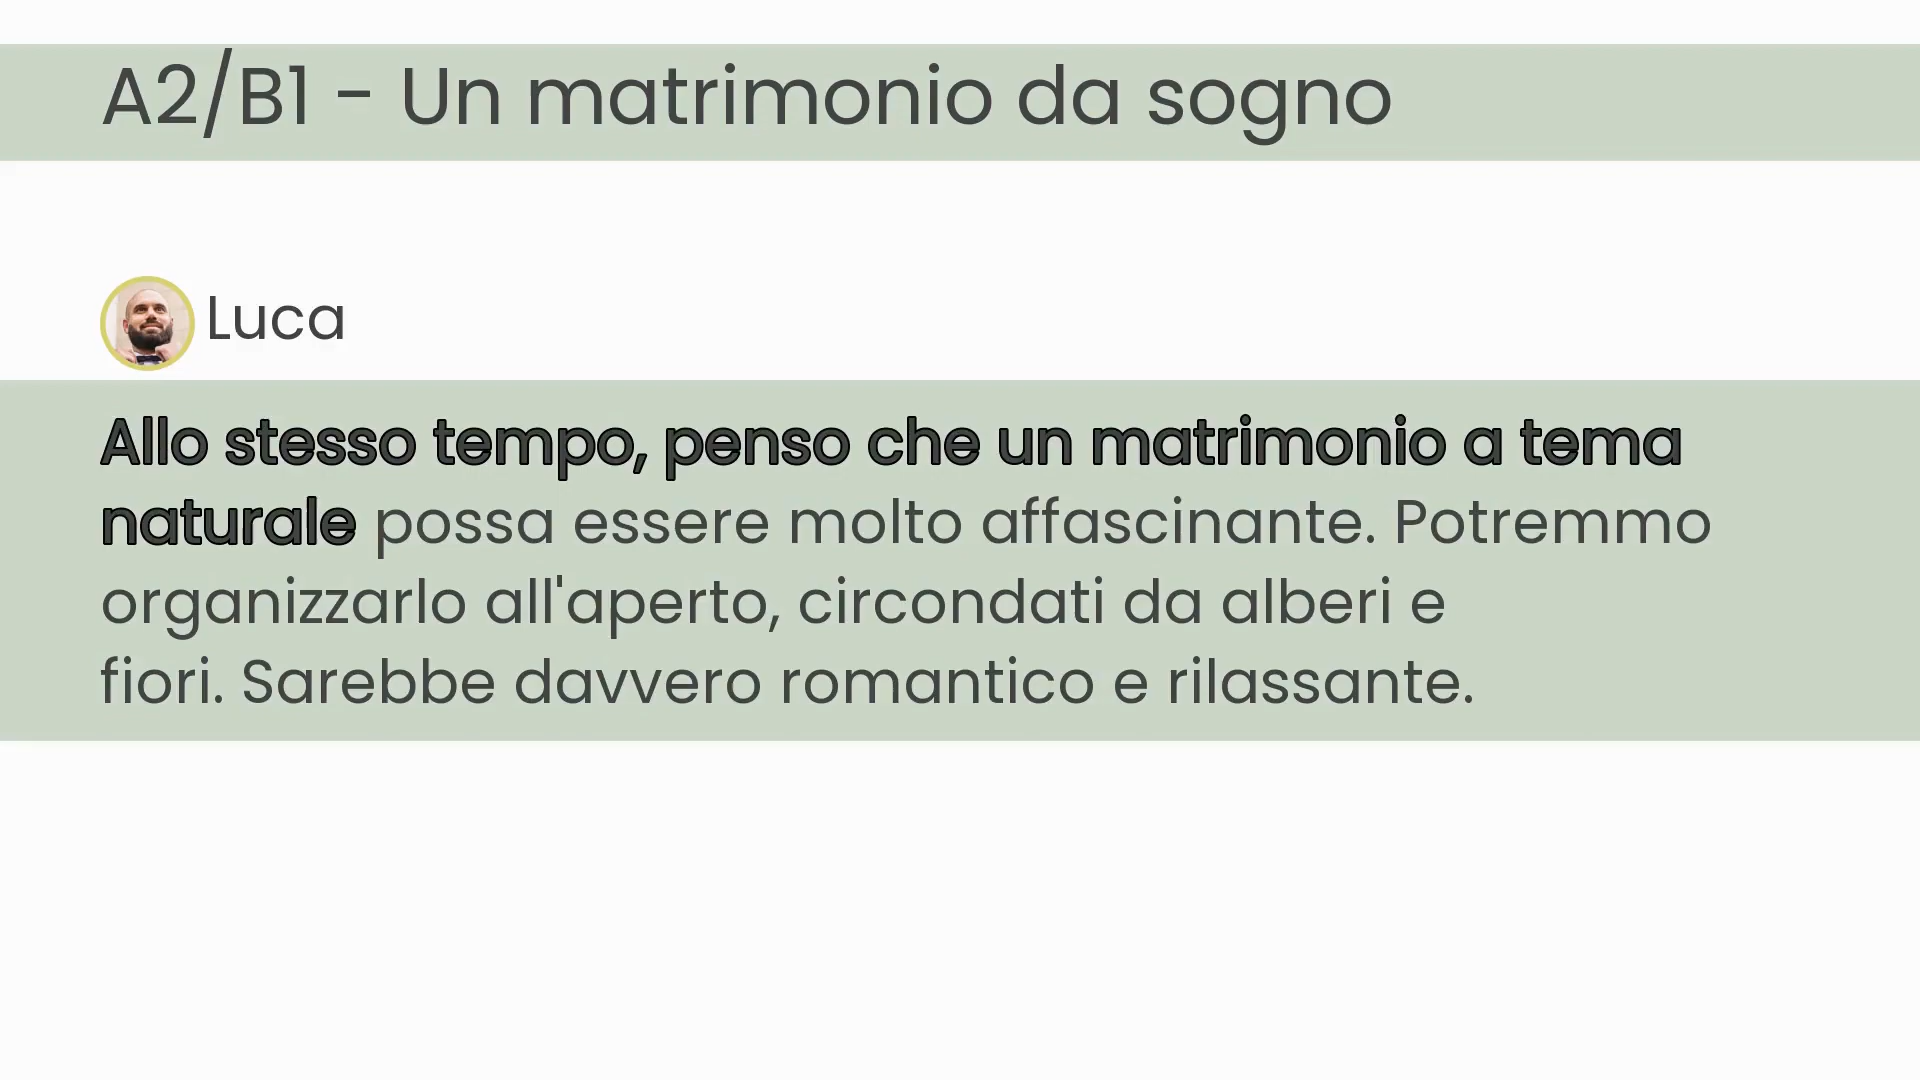 A2/B1 - Un matrimonio da sogno
Luca
Allo stesso tempo, penso che un matrimonio a tema
naturale possa essere molto affascinante. Potremmo
organizzarlo all'aperto, circondati da alberi e
fiori. Sarebbe davvero romantico e rilassante.